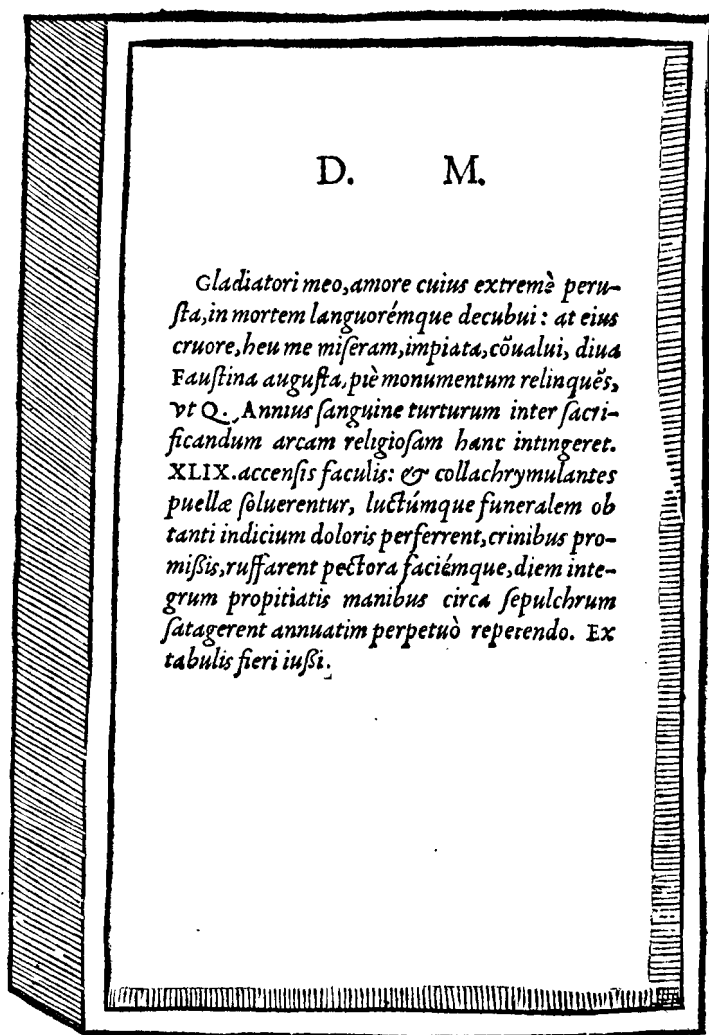 D. M.
Gladiatori meo, amore cuius extremè peru-
ſta, in mortem languorémque decubui: at eius
cruore, heu me miſeram, impiata, cõualui, diua
Fauſtina auguſta, piè monumentum relinquẽs,
vt Q. Annius ſanguine turturum inter ſacri-
ficandum arcam religioſam hanc intingeret.
XLIX. accenſis faculis: & collachrymulantes
puellæ ſoluerentur, luctúmque funeralem ob
tanti indicium doloris perferrent, crinibus pro-
miſsis, ruffarent pectora faciémque, diem inte-
grum propitiatis manibus circa ſepulchrum
ſatagerent annuatim perpetuò repetendo. Ex
tabulis fieri iuſsi.